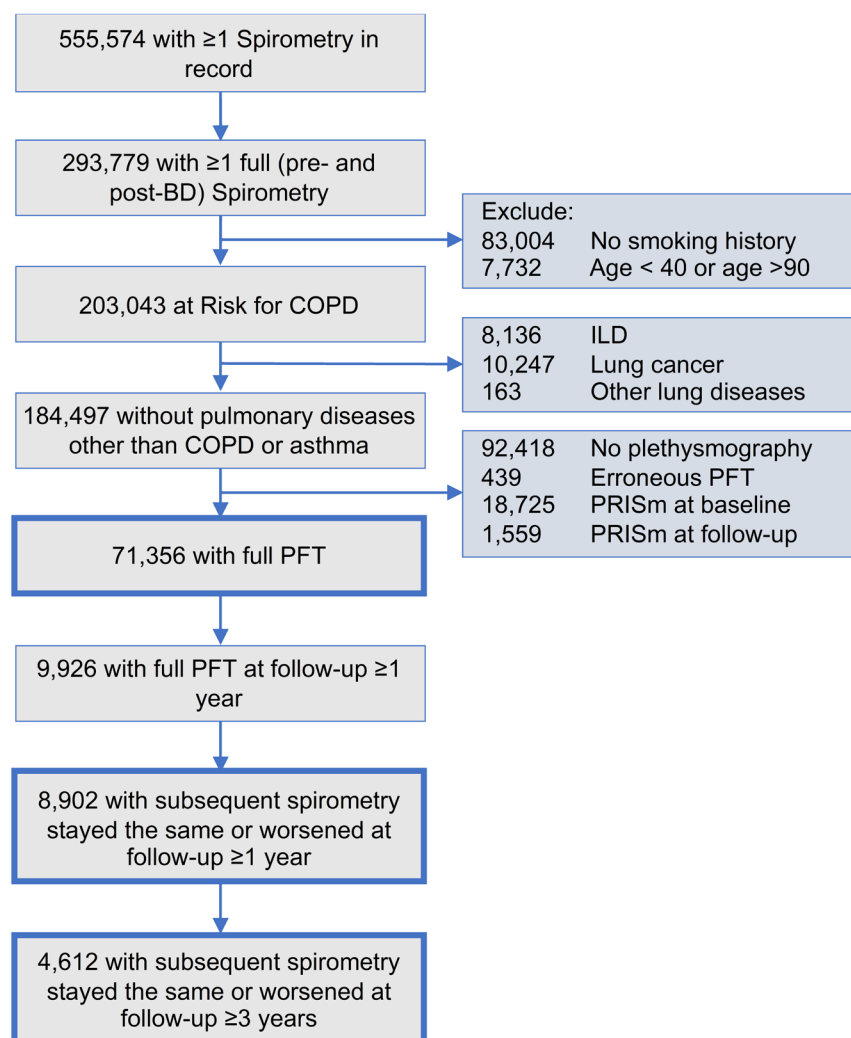 555,574 with ≥1 Spirometry in
record
293,779 with ≥1 full (pre- and
post-BD) Spirometry
Exclude:
83,004 No smoking history
7,732 Age < 40 or age >90
203,043 at Risk for COPD
8,136 ILD
10,247 Lung cancer
163 Other lung diseases
184,497 without pulmonary diseases
other than COPD or asthma
92,418 No plethysmography
439 Erroneous PFT
18,725 PRISm at baseline
1,559 PRISm at follow-up
71,356 with full PFT
9,926 with full PFT at follow-up ≥1
year
8,902 with subsequent spirometry
stayed the same or worsened at
follow-up ≥1 year
4,612 with subsequent spirometry
stayed the same or worsened at
follow-up ≥3 years